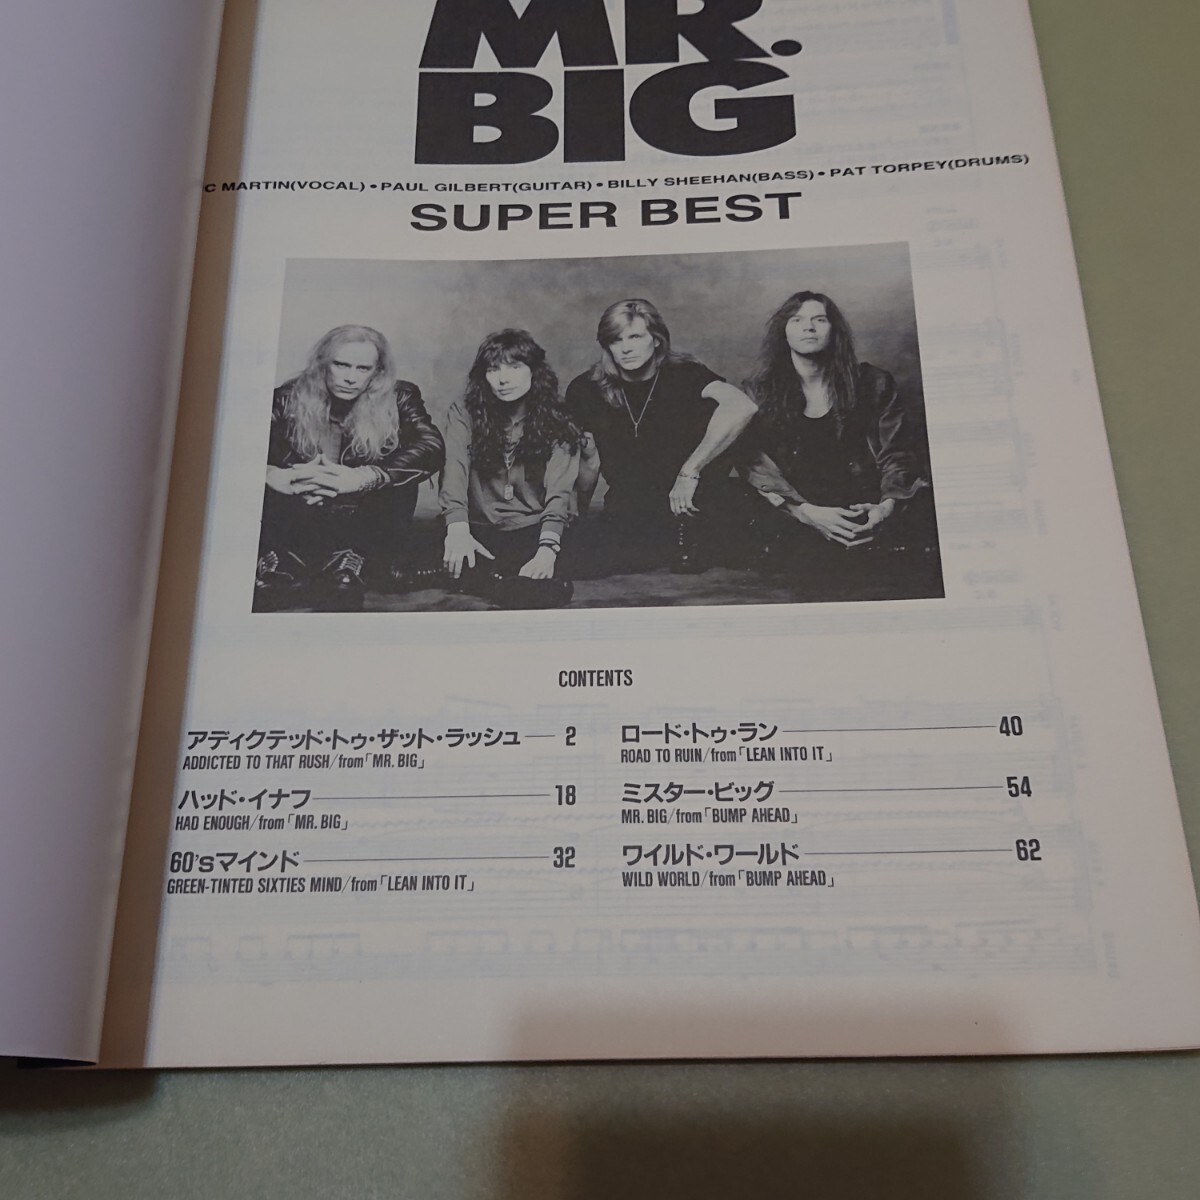 MR.
BIG
C MARTIN(VOCAL)•PAUL GILBERT(GUITAR)•BILLY SHEEHAN(BASS)•PAT TORPEY(DRUMS)
SUPER BEST
CONTENTS
アディクテッド・トゥ・ザット・ラッシュ 2
ADDICTED TO THAT RUSH/from「MR. BIG」
ハッド・イナフ 18
HAD ENOUGH/from「MR. BIG」
60'sマインド 32
GREEN-TINTED SIXTIES MIND/from「LEAN INTO IT」
ロード・トゥ・ラン 40
ROAD TO RUIN/from「LEAN INTO IT」
ミスター・ビッグ 54
MR. BIG/from「BUMP AHEAD」
ワイルド・ワールド 62
WILD WORLD/from「BUMP AHEAD」